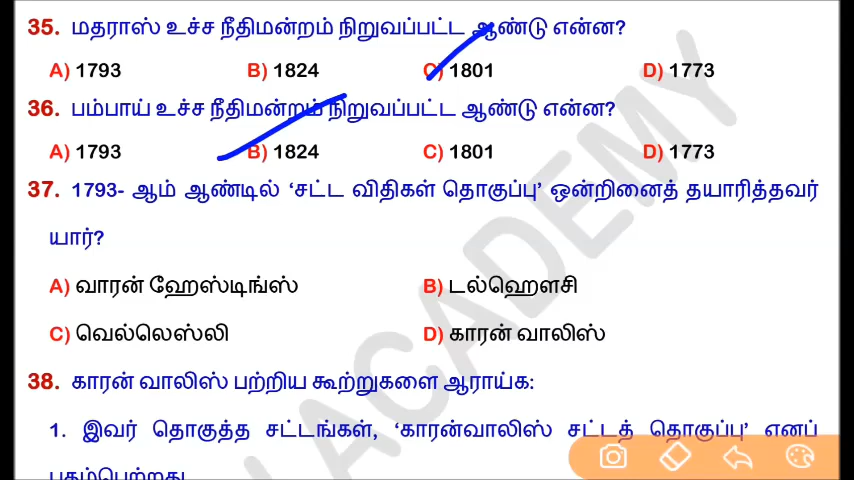 35. மதராஸ் உச்ச நீதிமன்றம் நிறுவப்பட்ட ஆண்டு என்ன?
A) 1793 B) 1824 C) 1801 D) 1773
36. பம்பாய் உச்ச நீதிமன்றம் நிறுவப்பட்ட ஆண்டு என்ன?
A) 1793 B) 1824 C) 1801 D) 1773
37. 1793- ஆம் ஆண்டில் ‘சட்ட விதிகள் தொகுப்பு’ ஒன்றினைத் தயாரித்தவர்
யார்?
A) வாரன் ஹேஸ்டிங்ஸ் B) டல்ஹௌசி
C) வெல்லெஸ்லி D) காரன் வாலிஸ்
38. காரன் வாலிஸ் பற்றிய கூற்றுகளை ஆராய்க:
1. இவர் தொகுத்த சட்டங்கள், ‘காரன்வாலிஸ் சட்டத் தொகுப்பு’ எனப்
புகழ்பெற்றது
ACADEMY